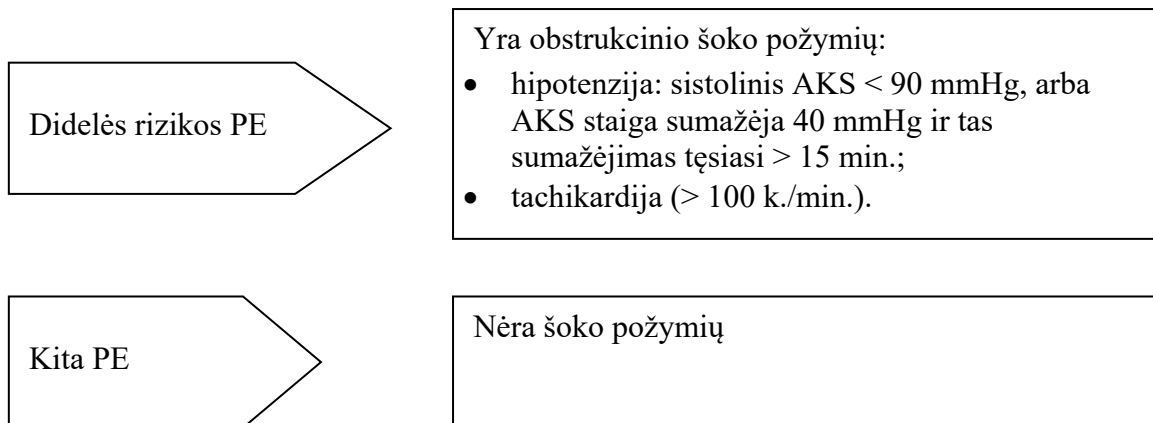 Didelės rizikos PE
Yra obstrukcinio šoko požymių:
• hipotenzija: sistolinis AKS < 90 mmHg, arba
AKS staiga sumažėja 40 mmHg ir tas
sumažėjimas tęsiasi > 15 min.;
• tachikardija (> 100 k./min.).
Kita PE
Nėra šoko požymių